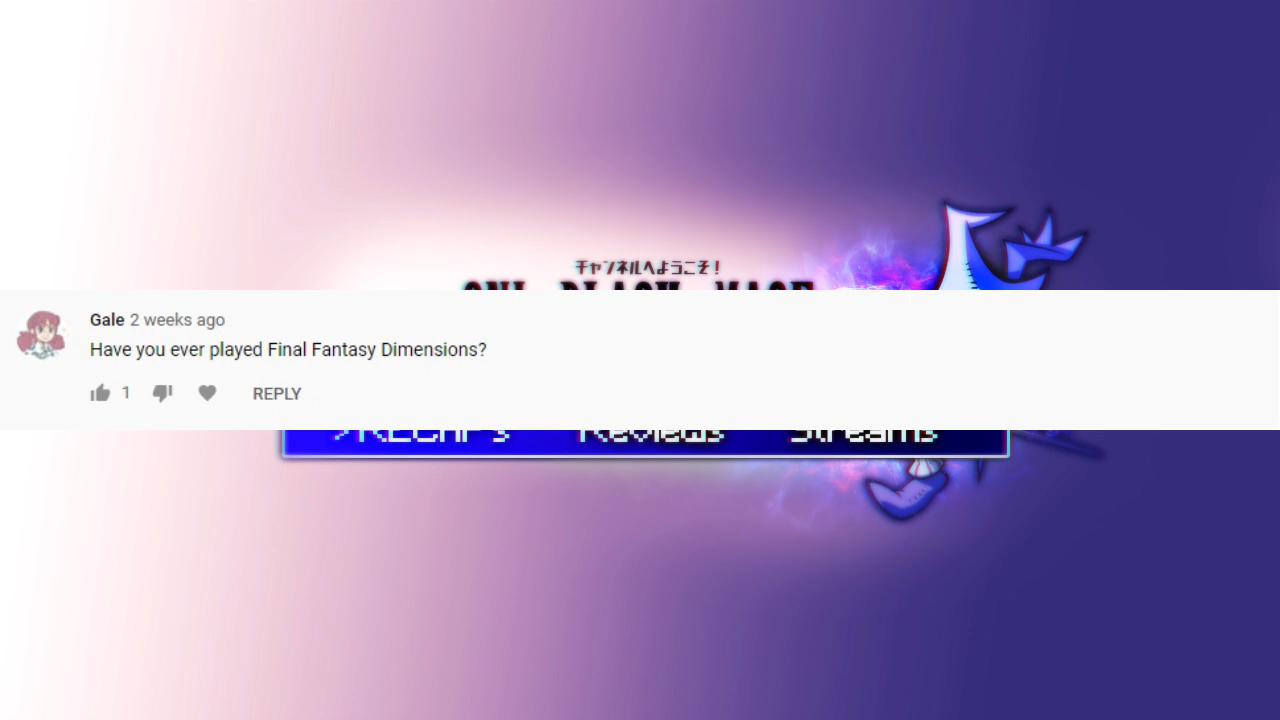 チャンネルへようこそ!
Gale 2 weeks ago
Have you ever played Final Fantasy Dimensions?
1
REPLY
Reviews
Streams